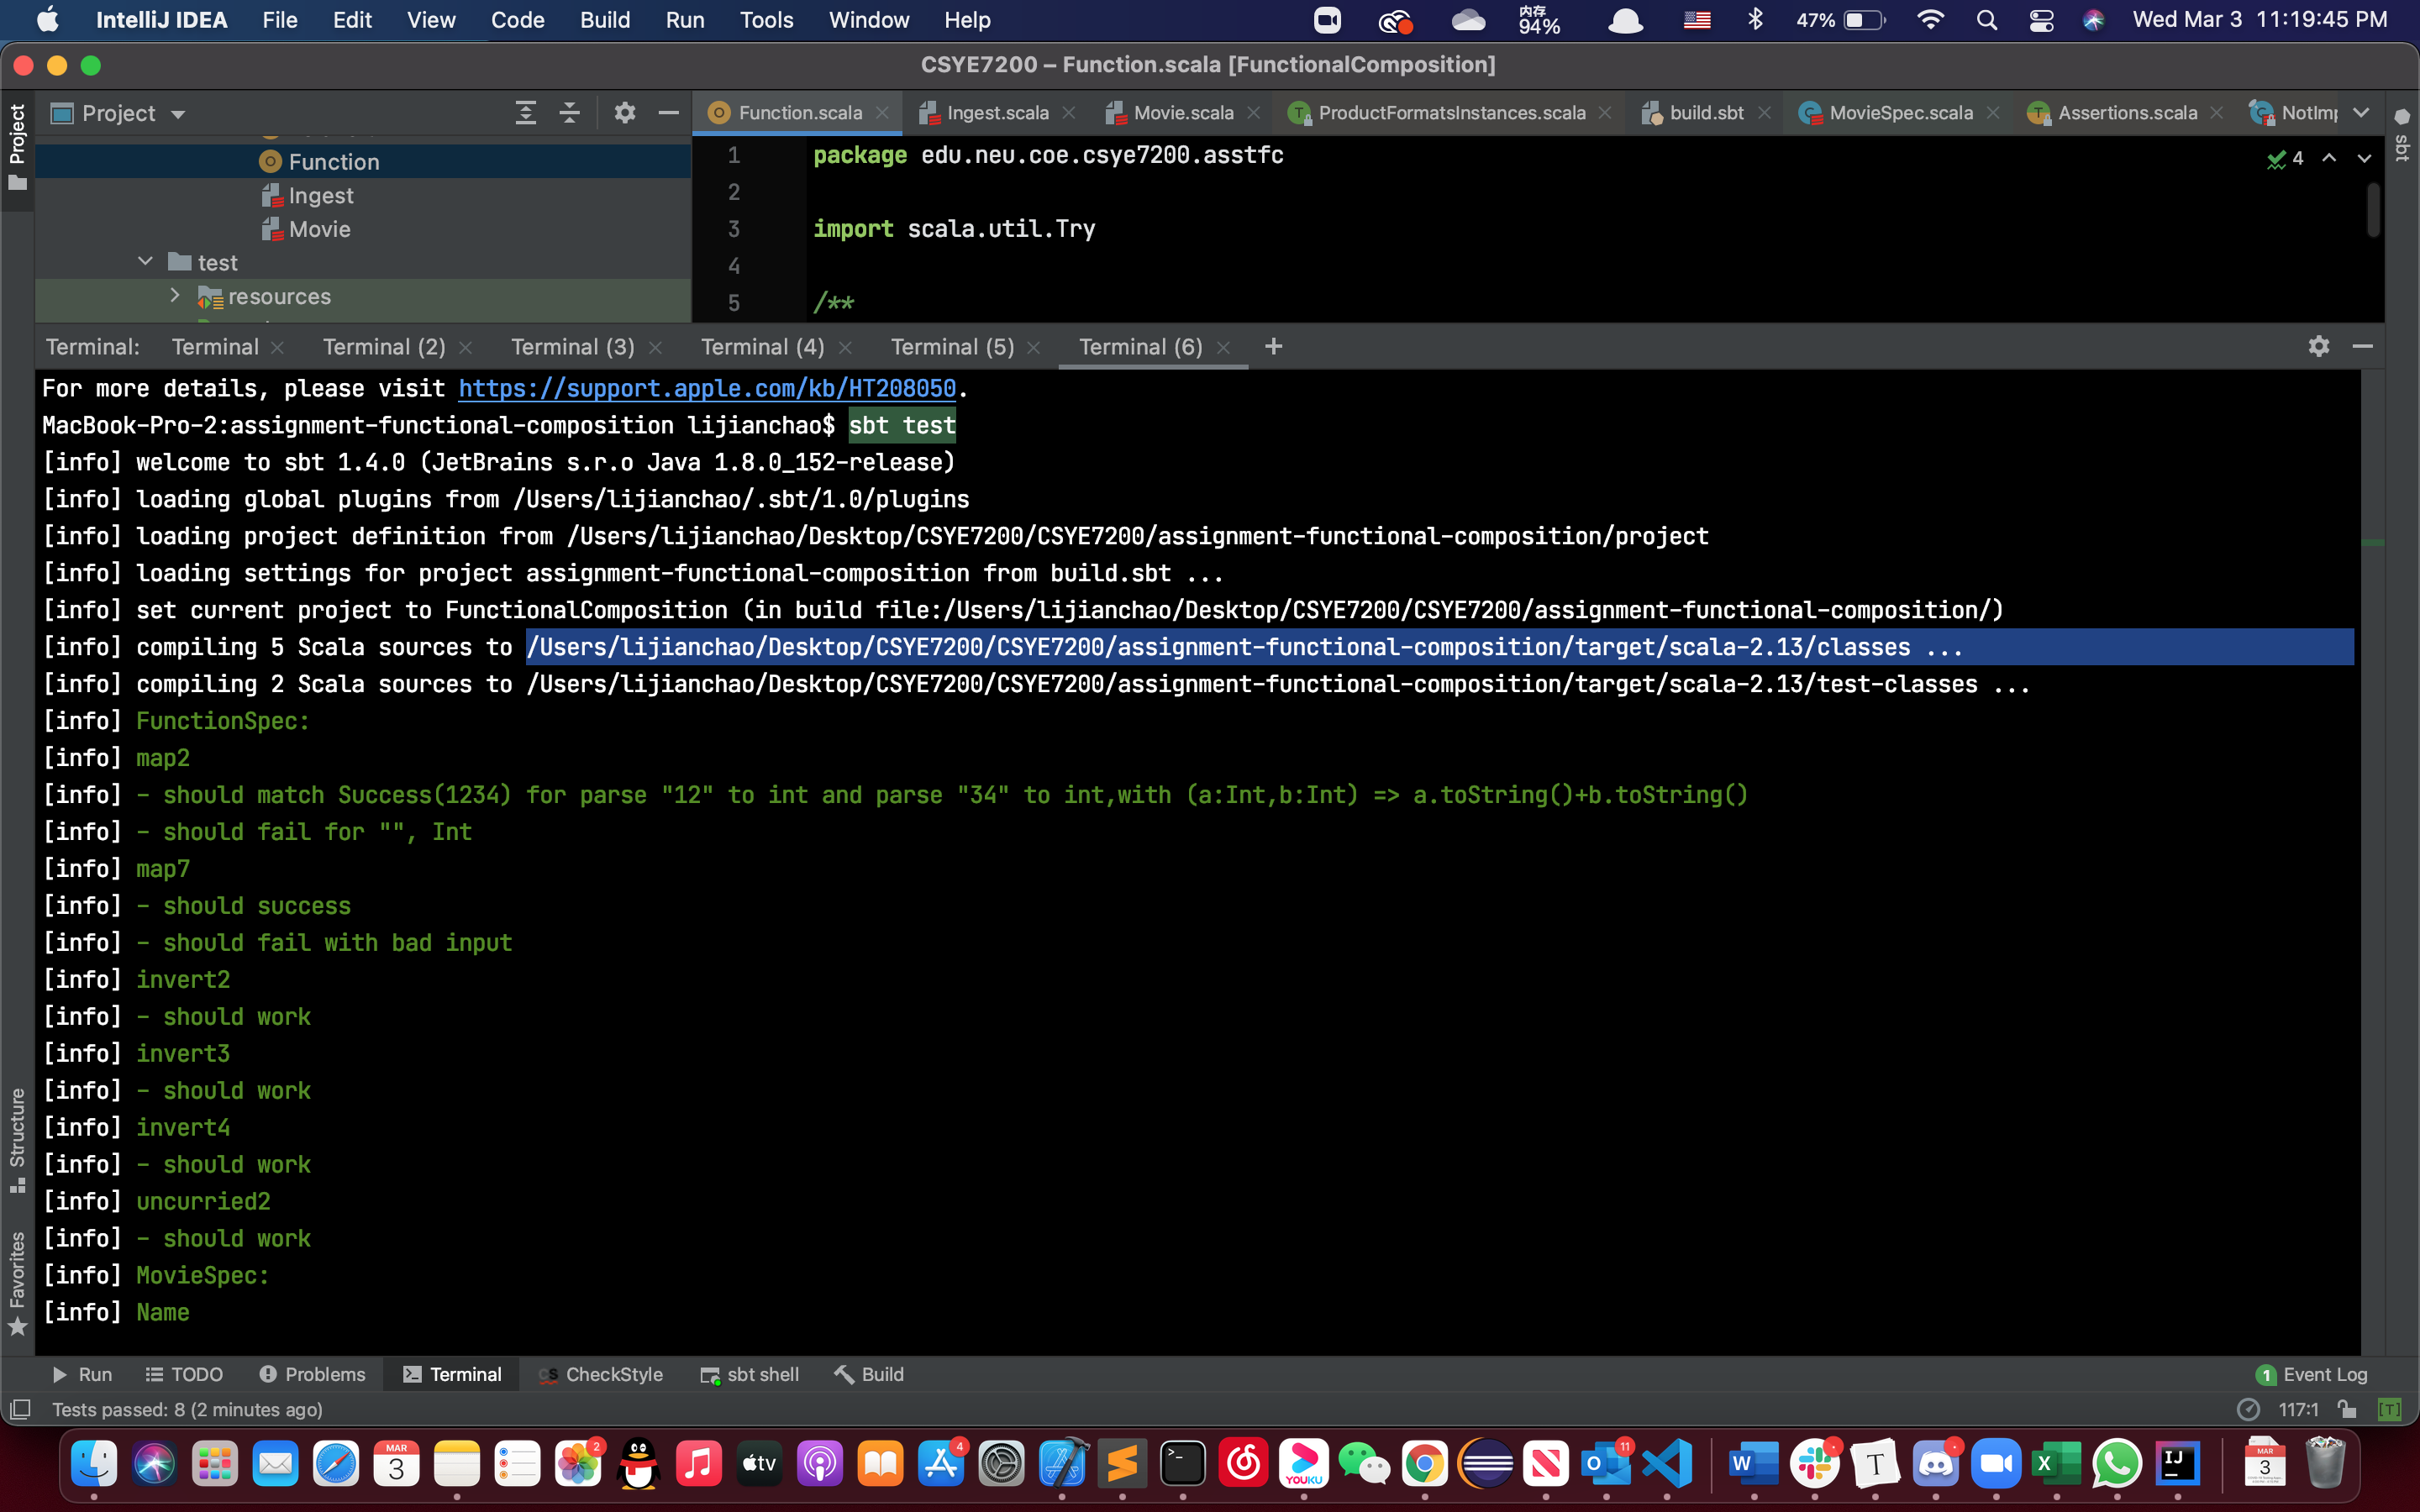 IntelliJ IDEA File Edit View Code Build Run Tools Window Help 内存 94% 47% Wed Mar 3 11:19:45 PM
CSYE7200 – Function.scala [FunctionalComposition]
Project
Project
Function.scala Ingest.scala Movie.scala ProductFormatsInstances.scala build.sbt MovieSpec.scala Assertions.scala NotImp
sbt
Function
Ingest
Movie
test
resources
1 package edu.neu.coe.csye7200.asstfc
2
3 import scala.util.Try
4
5 /**
4
Terminal: Terminal Terminal (2) Terminal (3) Terminal (4) Terminal (5) Terminal (6) +
For more details, please visit https://support.apple.com/kb/HT208050.
MacBook-Pro-2:assignment-functional-composition lijianchao$ sbt test
[info] welcome to sbt 1.4.0 (JetBrains s.r.o Java 1.8.0_152-release)
[info] loading global plugins from /Users/lijianchao/.sbt/1.0/plugins
[info] loading project definition from /Users/lijianchao/Desktop/CSYE7200/CSYE7200/assignment-functional-composition/project
[info] loading settings for project assignment-functional-composition from build.sbt ...
[info] set current project to FunctionalComposition (in build file:/Users/lijianchao/Desktop/CSYE7200/CSYE7200/assignment-functional-composition/)
[info] compiling 5 Scala sources to /Users/lijianchao/Desktop/CSYE7200/CSYE7200/assignment-functional-composition/target/scala-2.13/classes ...
[info] compiling 2 Scala sources to /Users/lijianchao/Desktop/CSYE7200/CSYE7200/assignment-functional-composition/target/scala-2.13/test-classes ...
[info] FunctionSpec:
[info] map2
[info] - should match Success(1234) for parse "12" to int and parse "34" to int,with (a:Int,b:Int) => a.toString()+b.toString()
[info] - should fail for "", Int
[info] map7
[info] - should success
[info] - should fail with bad input
[info] invert2
[info] - should work
[info] invert3
[info] - should work
[info] invert4
[info] - should work
[info] uncurried2
[info] - should work
[info] MovieSpec:
[info] Name
Structure
Favorites
Run TODO Problems Terminal CheckStyle sbt shell Build 1 Event Log
Tests passed: 8 (2 minutes ago) 117:1 [T]
MAR 3 2 4 tv YOUKU O 11 W T X IJ MAR 3